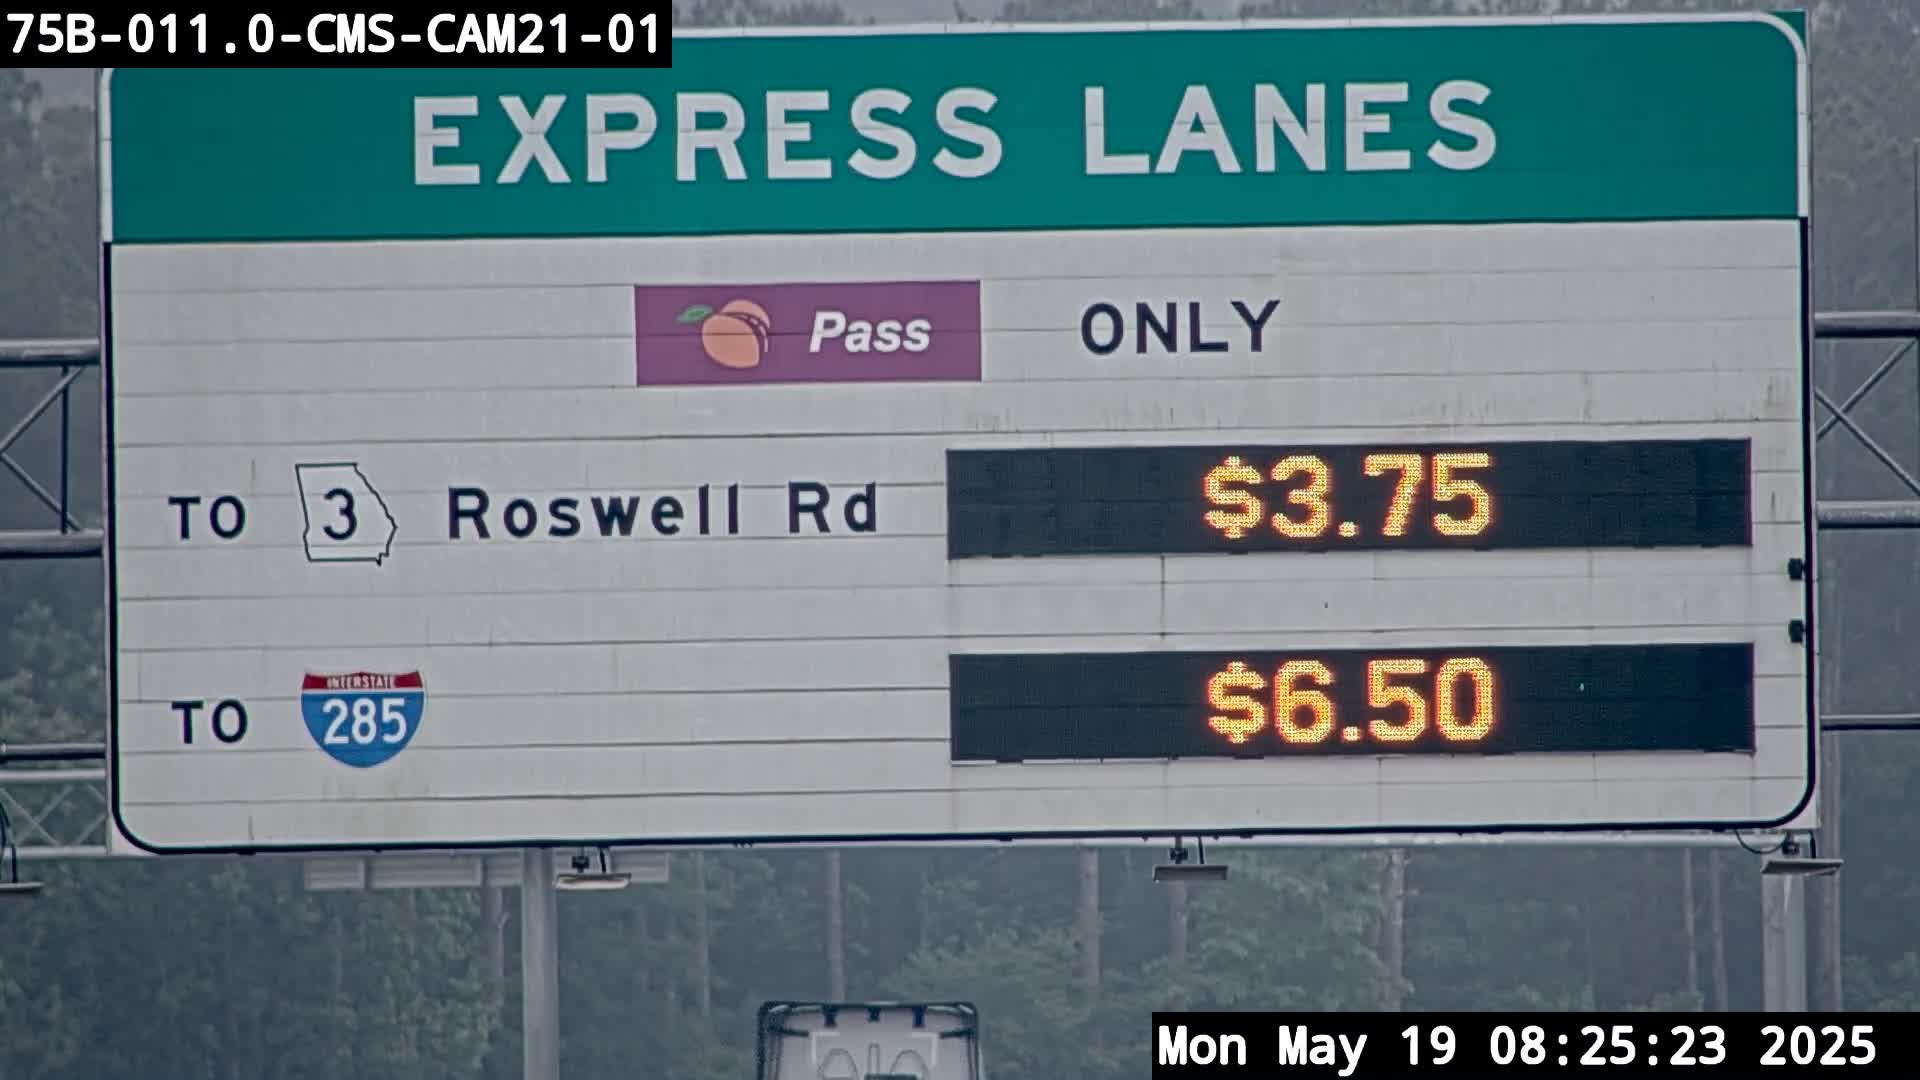 75B-011.0-CMS-CAM21-01
EXPRESS LANES
Pass ONLY
TO 3 Roswell Rd $3.75
TO INTERSTATE 285 $6.50
Mon May 19 08:25:23 2025